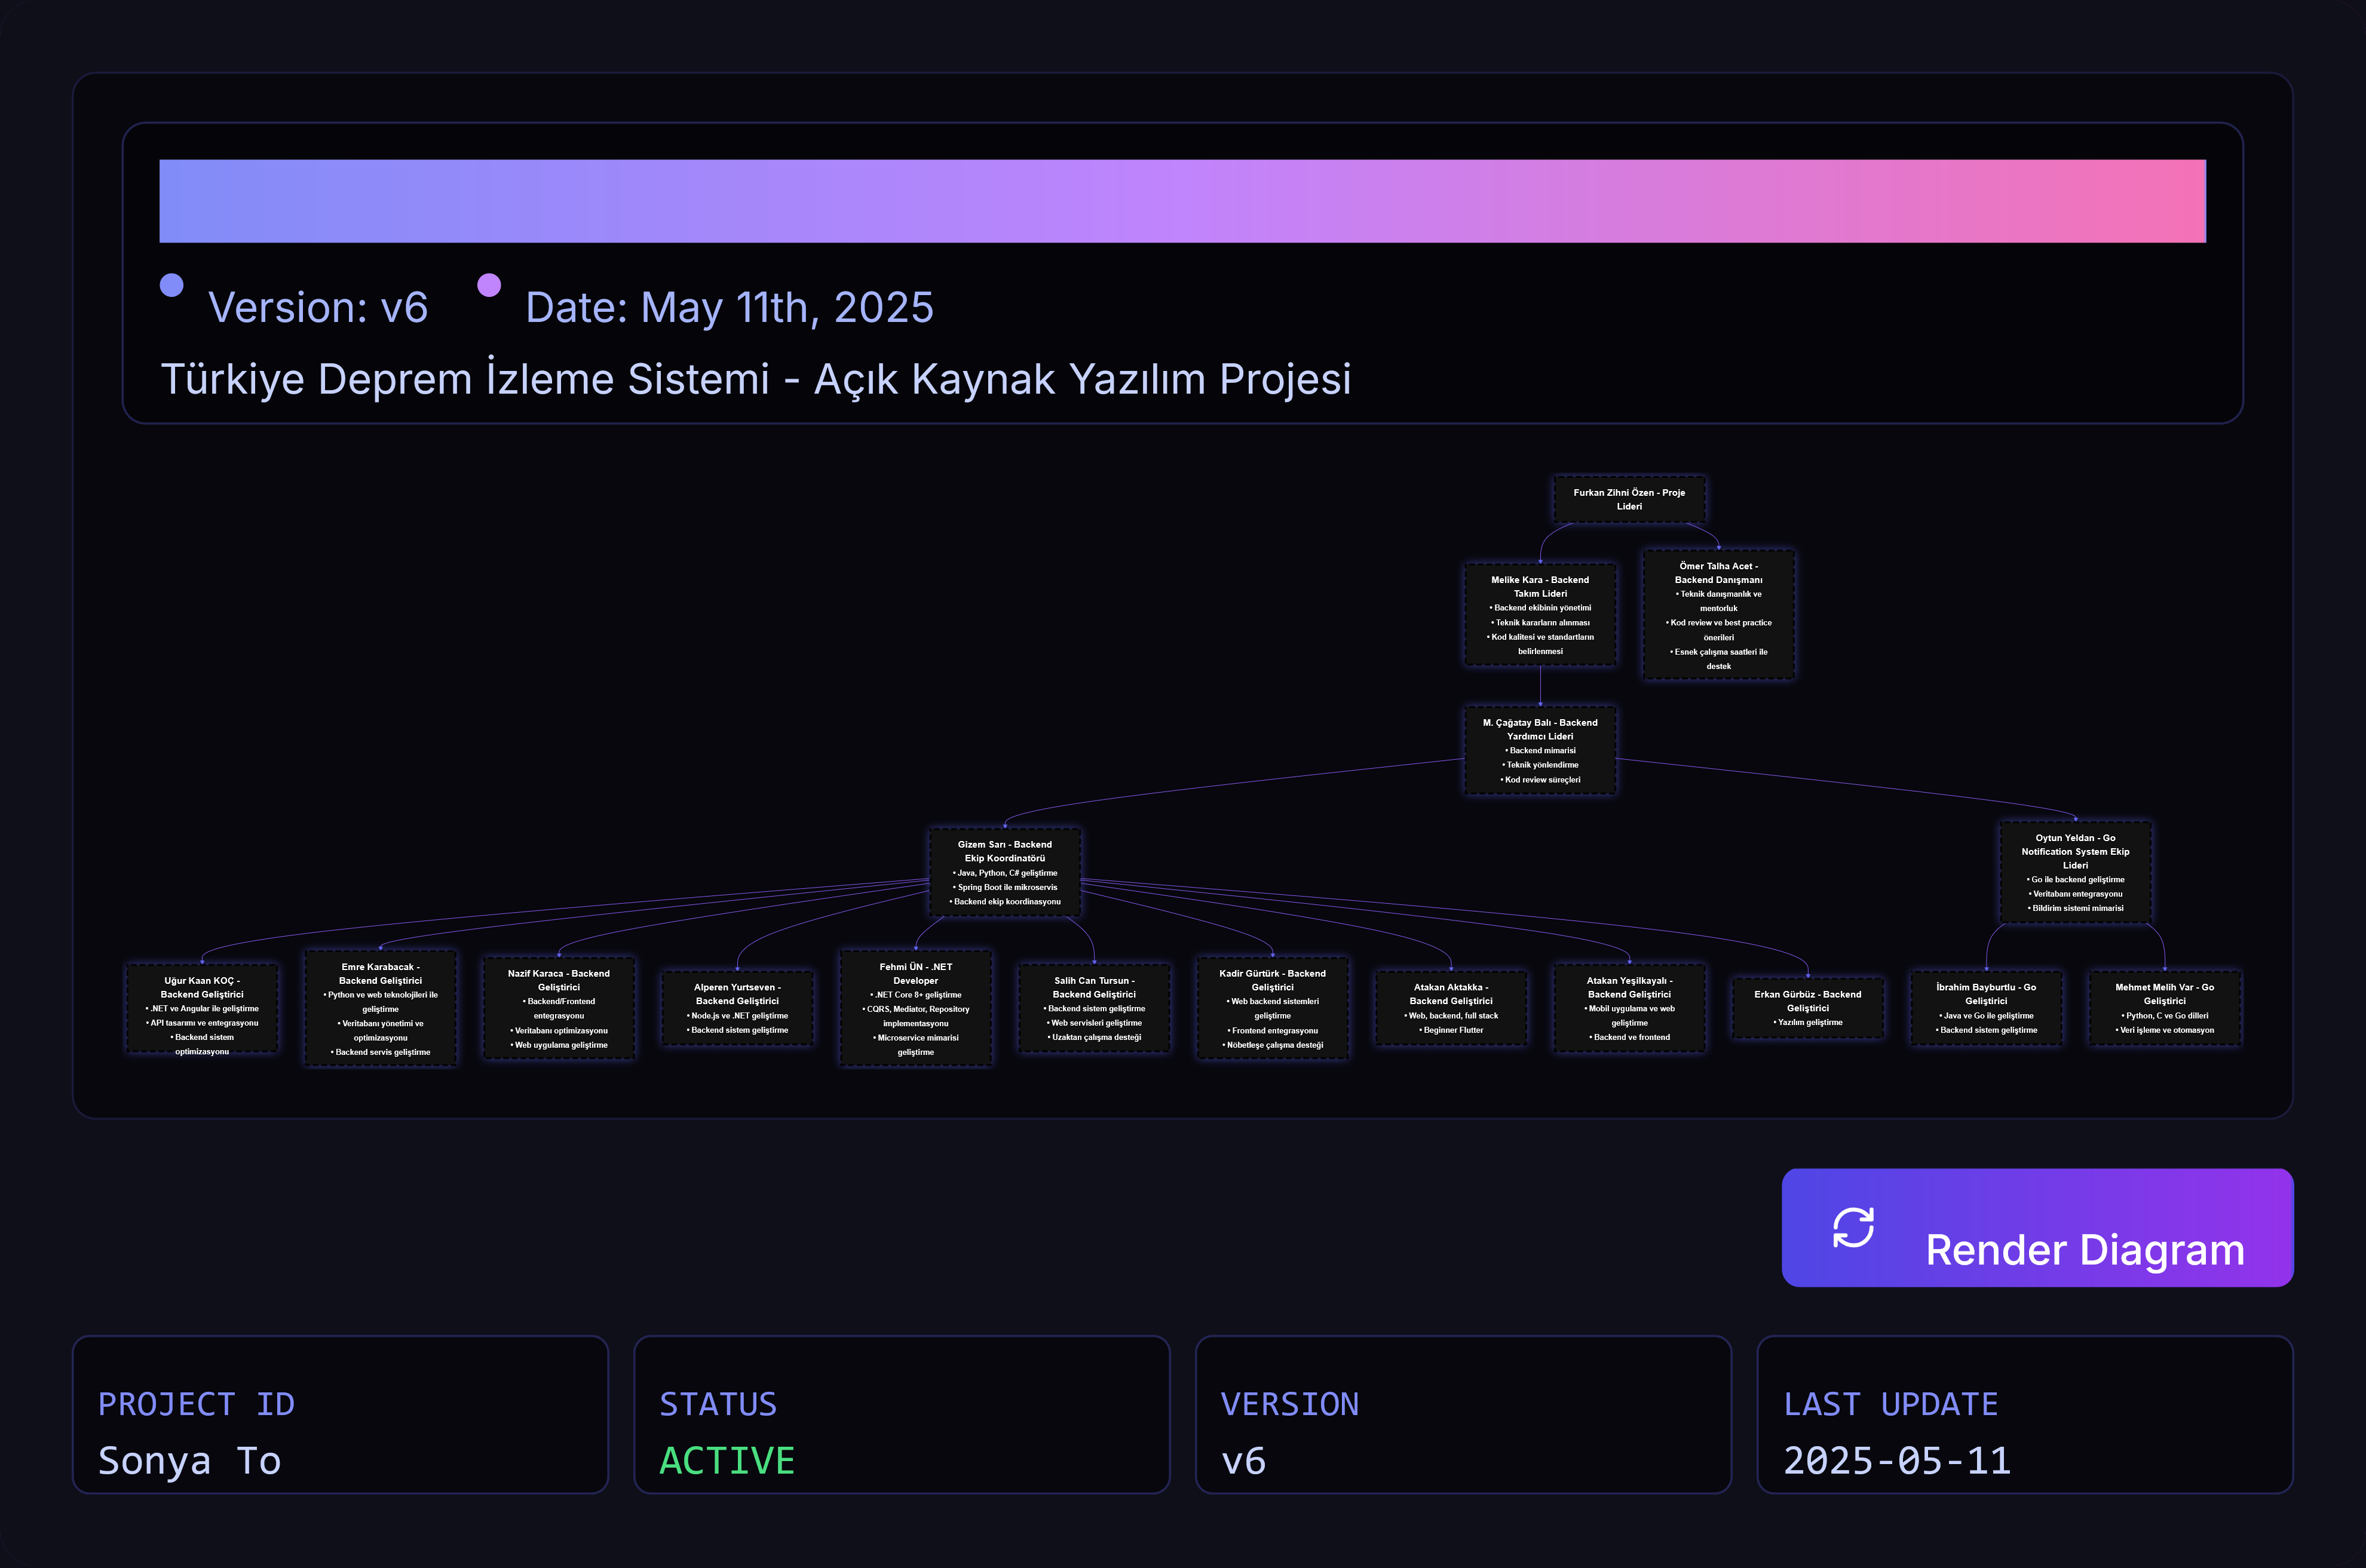 Version: v6
Date: May 11th, 2025
Türkiye Deprem İzleme Sistemi - Açık Kaynak Yazılım Projesi
Furkan Zihni Özen - Proje
Lideri
Melike Kara - Backend
Takım Lideri
• Backend ekibinin yönetimi
• Teknik kararların alınması
• Kod kalitesi ve standartların
belirlenmesi
Ömer Talha Acet -
Backend Danışmanı
• Teknik danışmanlık ve
mentorluk
• Kod review ve best practice
önerileri
• Esnek çalışma saatleri ile
destek
M. Çağatay Balı - Backend
Yardımcı Lideri
• Backend mimarisi
• Teknik yönlendirme
• Kod review süreçleri
Gizem Sarı - Backend
Ekip Koordinatörü
• Java, Python, C# geliştirme
• Spring Boot ile mikroservis
• Backend ekip koordinasyonu
Oytun Yeldan - Go
Notification System Ekip
Lideri
• Go ile backend geliştirme
• Veritabanı entegrasyonu
• Bildirim sistemi mimarisi
Uğur Kaan KOÇ -
Backend Geliştirici
• .NET ve Angular ile geliştirme
• API tasarımı ve entegrasyonu
• Backend sistem
optimizasyonu
Emre Karabacak -
Backend Geliştirici
• Python ve web teknolojileri ile
geliştirme
• Veritabanı yönetimi ve
optimizasyonu
• Backend servis geliştirme
Nazif Karaca - Backend
Geliştirici
• Backend/Frontend
entegrasyonu
• Veritabanı optimizasyonu
• Web uygulama geliştirme
Alperen Yurtseven -
Backend Geliştirici
• Node.js ve .NET geliştirme
• Backend sistem geliştirme
Fehmi ÜN - .NET
Developer
• .NET Core 8+ geliştirme
• CQRS, Mediator, Repository
implementasyonu
• Microservice mimarisi
geliştirme
Salih Can Tursun -
Backend Geliştirici
• Backend sistem geliştirme
• Web servisleri geliştirme
• Uzaktan çalışma desteği
Kadir Gürtürk - Backend
Geliştirici
• Web backend sistemleri
geliştirme
• Frontend entegrasyonu
• Nöbetleşe çalışma desteği
Atakan Aktakka -
Backend Geliştirici
• Web, backend, full stack
• Beginner Flutter
Atakan Yeşilkayalı -
Backend Geliştirici
• Mobil uygulama ve web
geliştirme
• Backend ve frontend
Erkan Gürbüz - Backend
Geliştirici
• Yazılım geliştirme
İbrahim Bayburtlu - Go
Geliştirici
• Java ve Go ile geliştirme
• Backend sistem geliştirme
Mehmet Melih Var - Go
Geliştirici
• Python, C ve Go dilleri
• Veri işleme ve otomasyon
Render Diagram
PROJECT ID
Sonya To
STATUS
ACTIVE
VERSION
v6
LAST UPDATE
2025-05-11